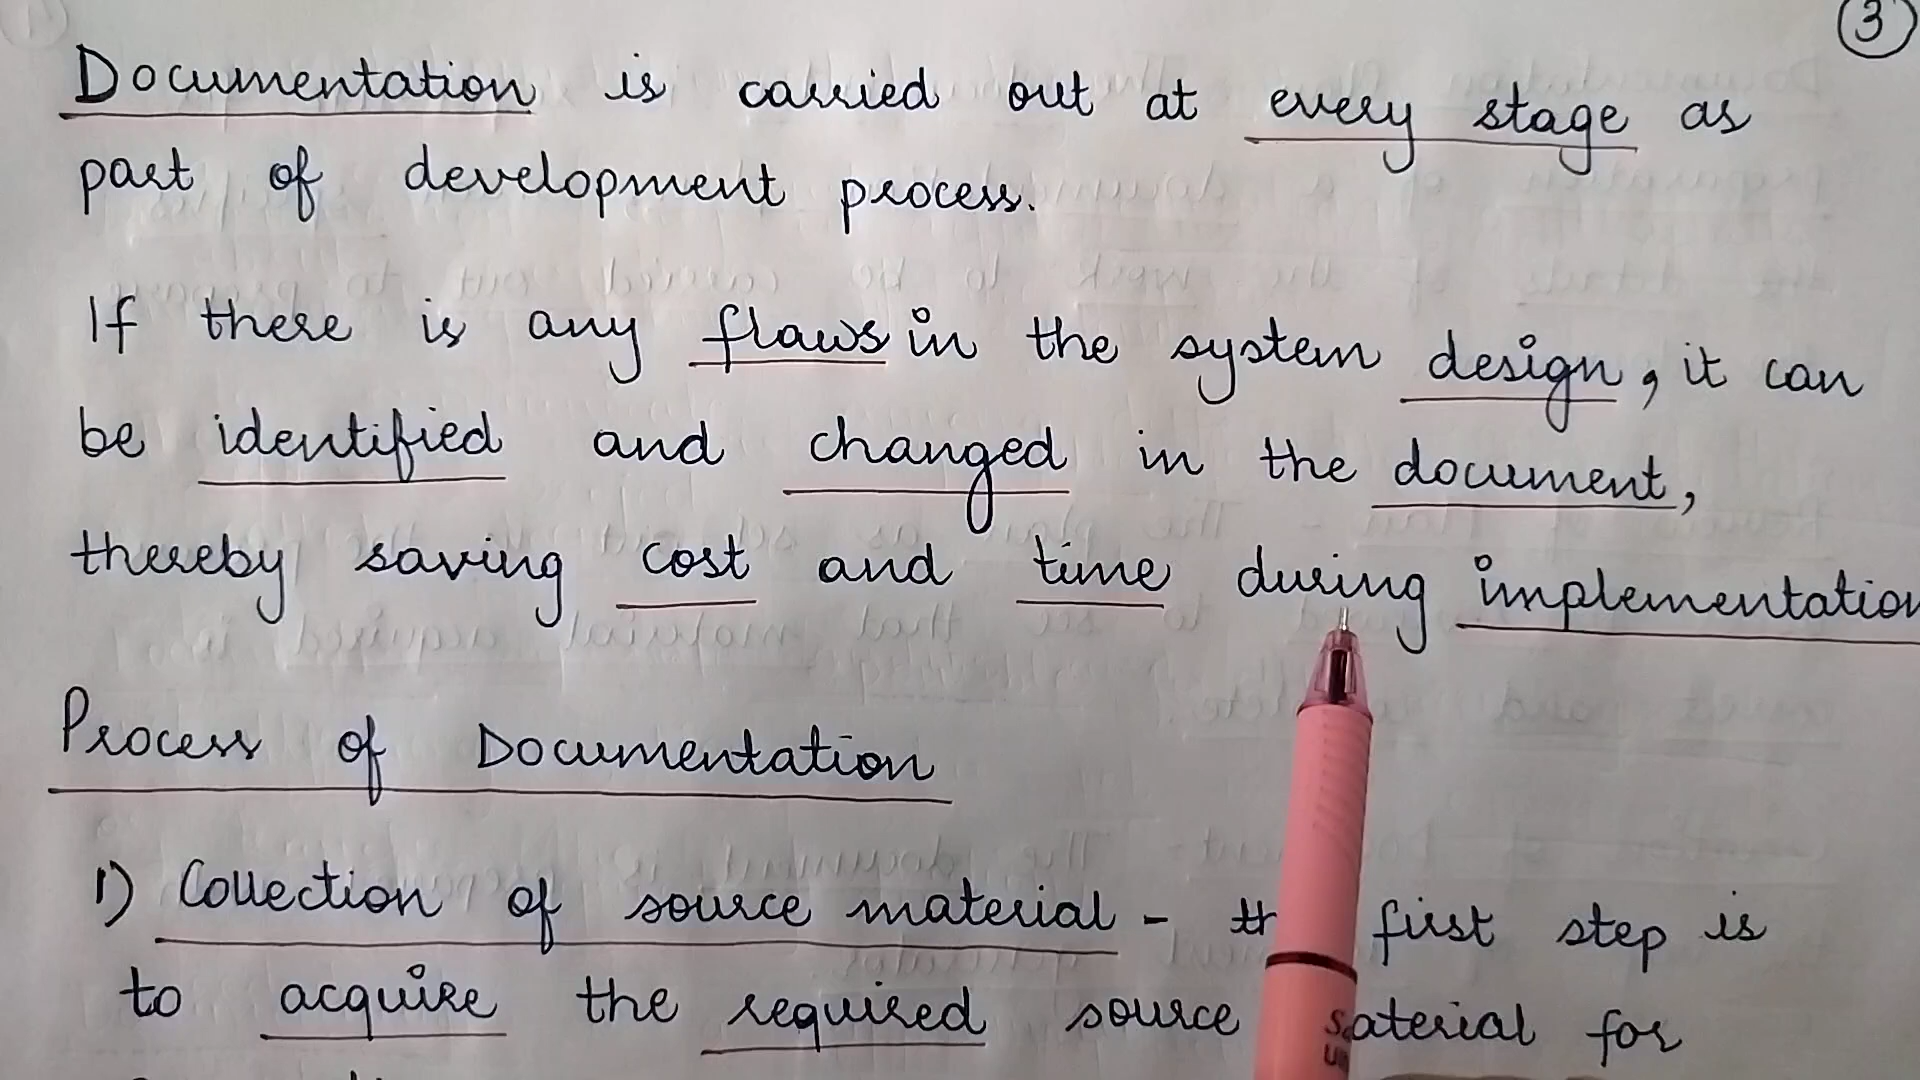 3
Documentation is carried out at every stage as
part of development process.
If there is any flaws in the system design, it can
be identified and changed in the document,
thereby saving cost and time during implementation
Process of Documentation
1) Collection of source material - first step is
to acquire the required source material for